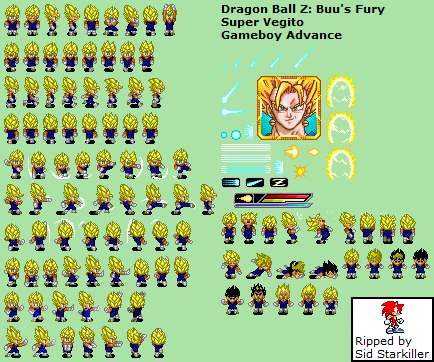 Dragon Ball Z: Buu's Fury
Super Vegito
Gameboy Advance
Ripped by
Sid Starkiller